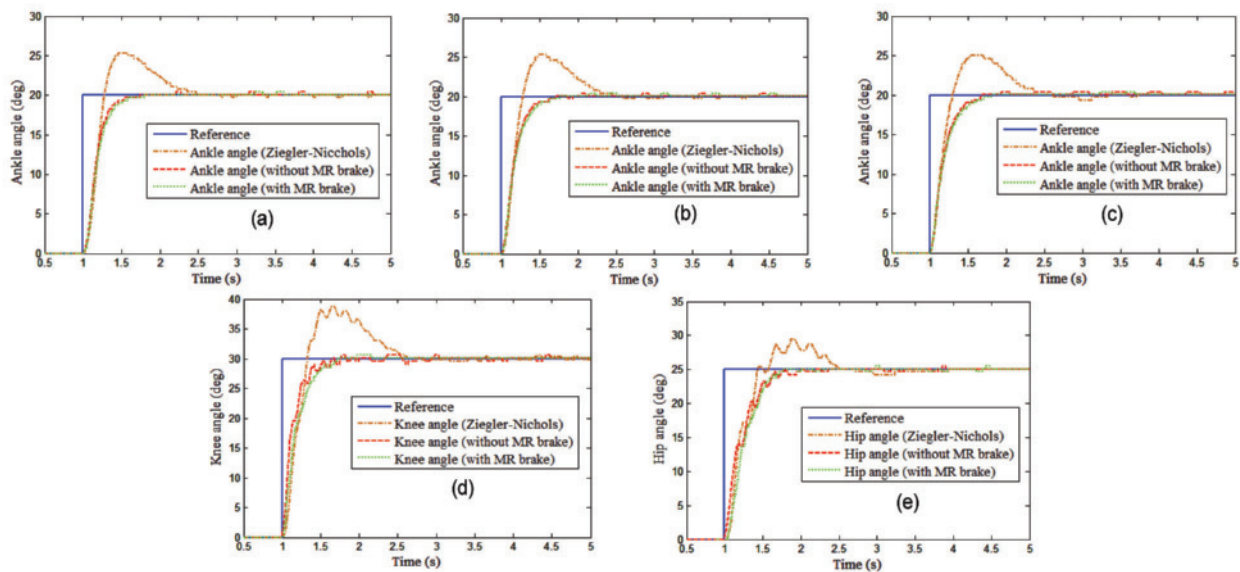 30
25
20
15
10
5
0
Ankle angle (deg)
Reference
Ankle angle (Ziegler-Nicchols)
Ankle angle (without MR brake)
Ankle angle (with MR brake)
(a)
0.5 1 1.5 2 2.5 3 3.5 4 4.5 5
Time (s)
30
25
20
15
10
5
0
Ankle angle (deg)
Reference
Ankle angle (Ziegler-Nichols)
Ankle angle (without MR brake)
Ankle angle (with MR brake)
(b)
0.5 1 1.5 2 2.5 3 3.5 4 4.5 5
Time (s)
30
25
20
15
10
5
0
Ankle angle (deg)
Reference
Ankle angle (Ziegler-Nichols)
Ankle angle (without MR brake)
Ankle angle (with MR brake)
(c)
0.5 1 1.5 2 2.5 3 3.5 4 4.5 5
Time (s)
40
35
30
25
20
15
10
5
0
Knee angle (deg)
Reference
Knee angle (Ziegler-Nichols)
Knee angle (without MR brake)
Knee angle (with MR brake)
(d)
0.5 1 1.5 2 2.5 3 3.5 4 4.5 5
Time (s)
35
30
25
20
15
10
5
0
Hip angle (deg)
Reference
Hip angle (Ziegler-Nichols)
Hip angle (without MR brake)
Hip angle (with MR brake)
(e)
0.5 1 1.5 2 2.5 3 3.5 4 4.5 5
Time (s)